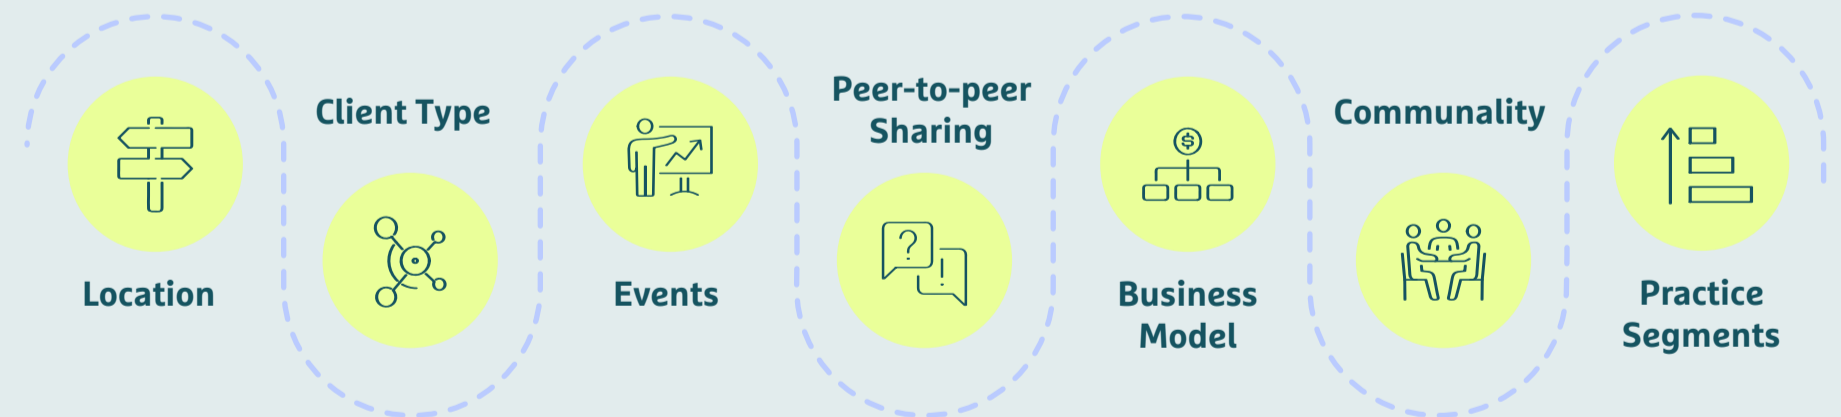 Location
Client Type
Events
Peer-to-peer
Sharing
Business
Model
Communality
Practice
Segments